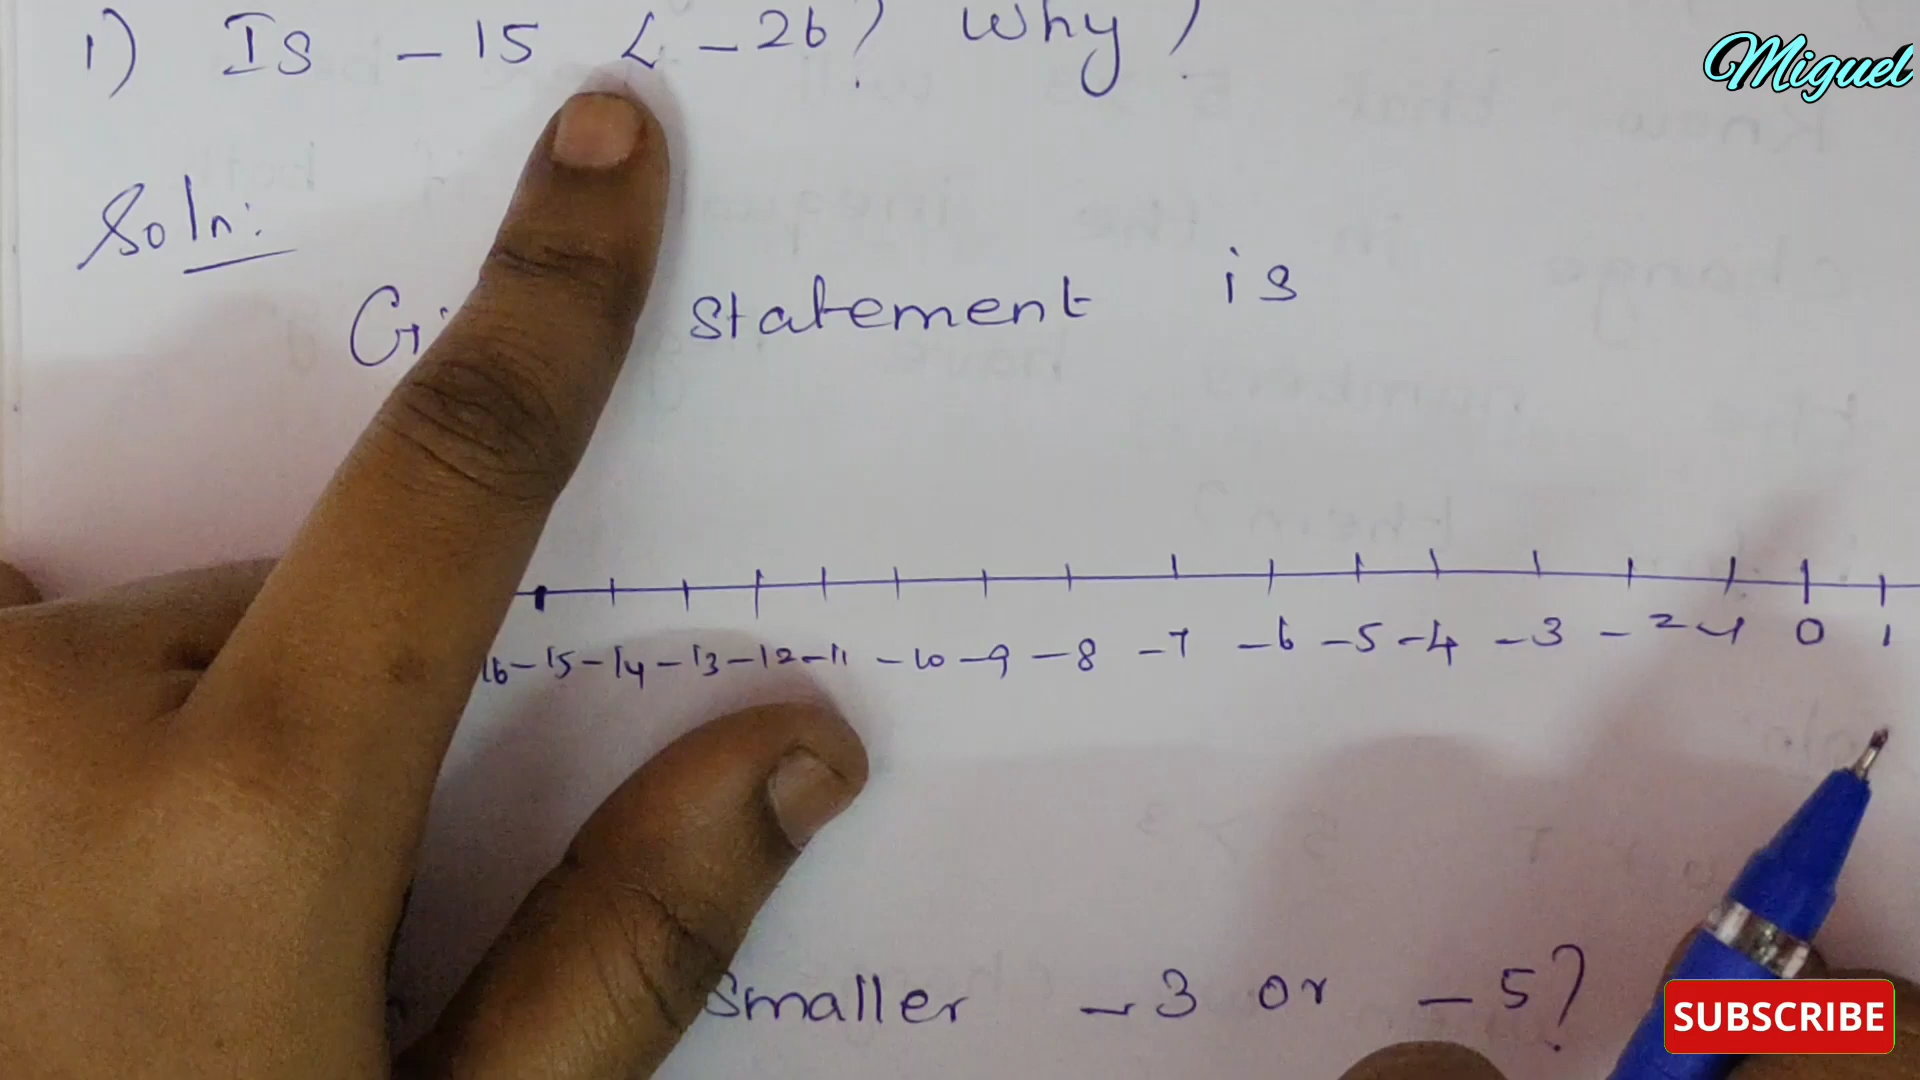 1) Is -15 < -26? Why?
Miguel
Soln:
statement is
16 -15 -14 -13 -12 -11 -10 -9 -8 -7 -6 -5 -4 -3 -2 -1 0 1
smaller -3 or -5?
SUBSCRIBE